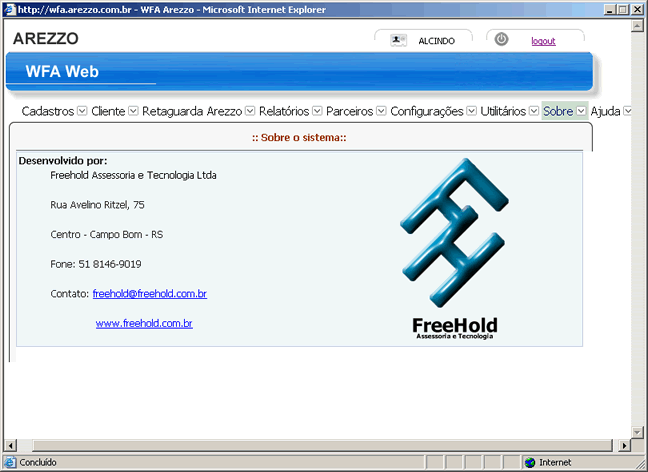 http://wfa.arezzo.com.br - WFA Arezzo - Microsoft Internet Explorer
AREZZO
ALCINDO
logout
WFA Web
Cadastros Cliente Retaguarda Arezzo Relatórios Parceiros Configurações Utilitários Sobre Ajuda
:: Sobre o sistema::
Desenvolvido por:
Freehold Assessoria e Tecnologia Ltda
Rua Avelino Ritzel, 75
Centro - Campo Bom - RS
Fone: 51 8146-9019
Contato: freehold@freehold.com.br
www.freehold.com.br
FreeHold
Assessoria e Tecnologia
Concluído
Internet